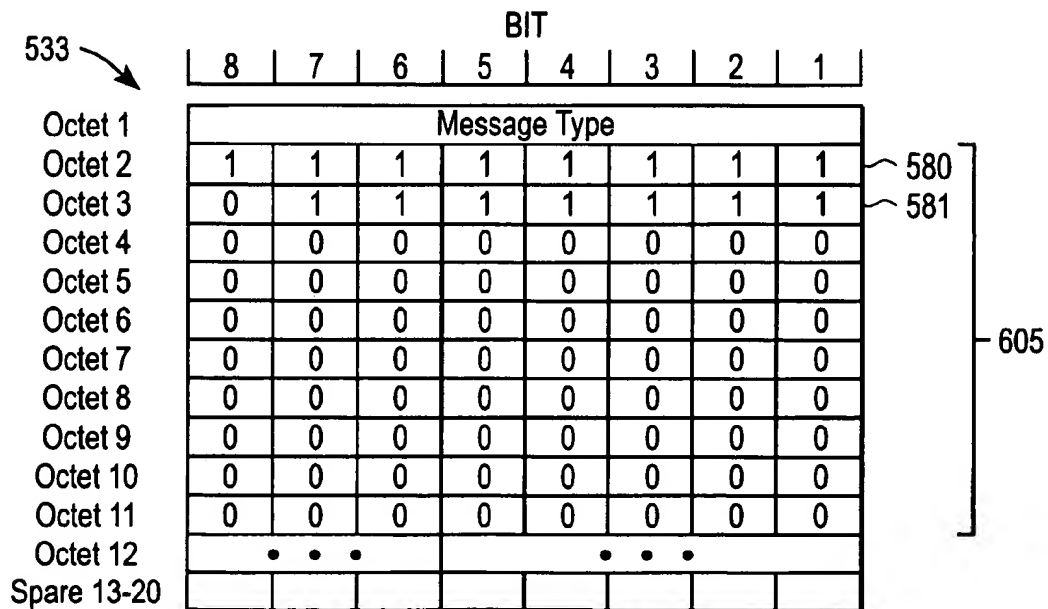 BIT
533
8 7 6 5 4 3 2 1
Octet 1 Message Type
Octet 2 1 1 1 1 1 1 1 1 580
Octet 3 0 1 1 1 1 1 1 1 581
Octet 4 0 0 0 0 0 0 0 0
Octet 5 0 0 0 0 0 0 0 0
Octet 6 0 0 0 0 0 0 0 0
Octet 7 0 0 0 0 0 0 0 0
605
Octet 8 0 0 0 0 0 0 0 0
Octet 9 0 0 0 0 0 0 0 0
Octet 10 0 0 0 0 0 0 0 0
Octet 11 0 0 0 0 0 0 0 0
Octet 12 • • • • • •
Spare 13-20